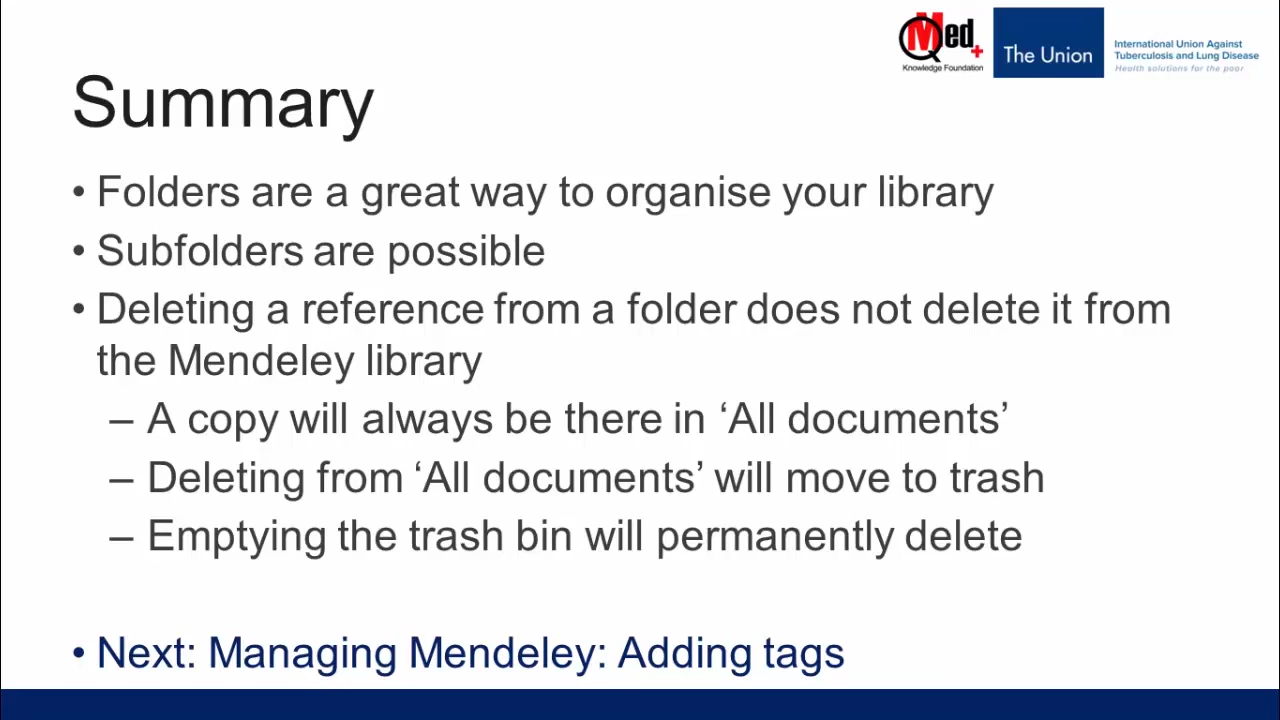 QMed+
Knowledge Foundation
The Union
International Union Against
Tuberculosis and Lung Disease
Health solutions for the poor
Summary
• Folders are a great way to organise your library
• Subfolders are possible
• Deleting a reference from a folder does not delete it from
the Mendeley library
– A copy will always be there in ‘All documents’
– Deleting from ‘All documents’ will move to trash
– Emptying the trash bin will permanently delete
• Next: Managing Mendeley: Adding tags